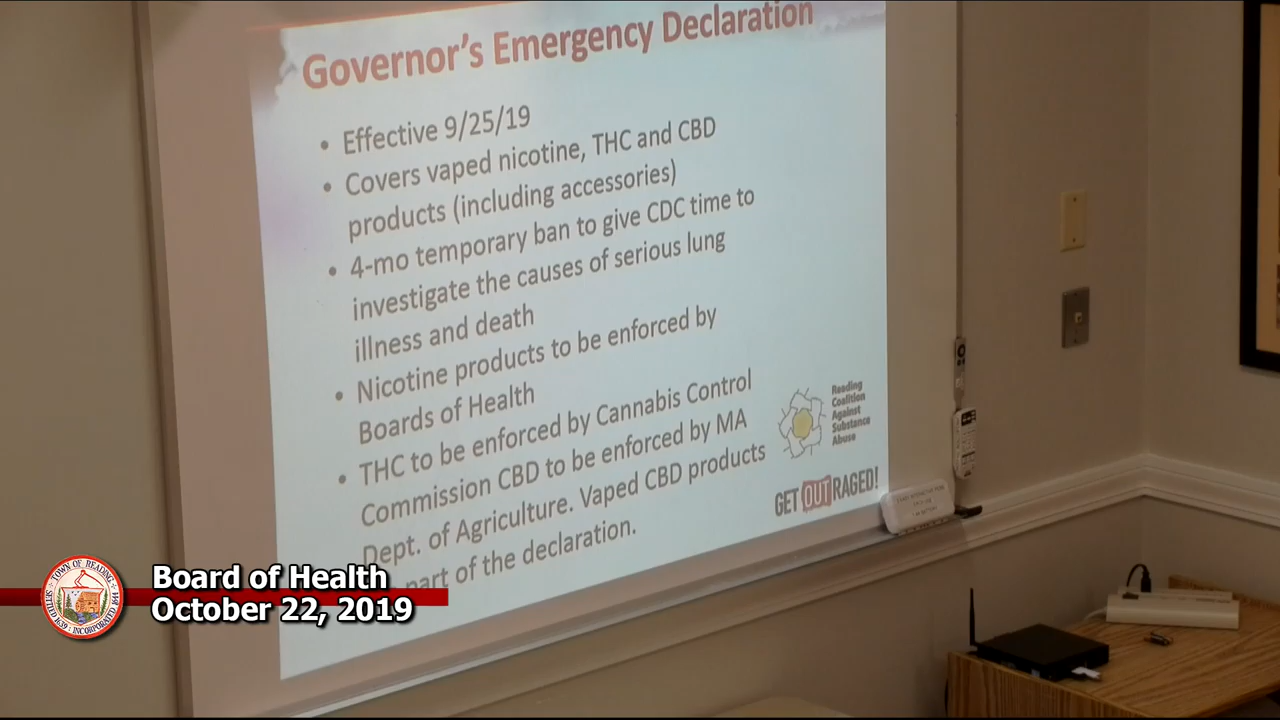 Governor's Emergency Declaration
• Effective 9/25/19
• Covers vaped nicotine, THC and CBD
products (including accessories)
• 4-mo temporary ban to give CDC time to
investigate the causes of serious lung
illness and death
• Nicotine products to be enforced by
Boards of Health
• THC to be enforced by Cannabis Control
Commission CBD to be enforced by MA
Dept. of Agriculture. Vaped CBD products
part of the declaration.
Reading
Coalition
Against
Substance
Abuse
GET OUTRAGED!
TOWN OF READING
SETTLED 1639 INCORPORATED 1644
Board of Health
October 22, 2019